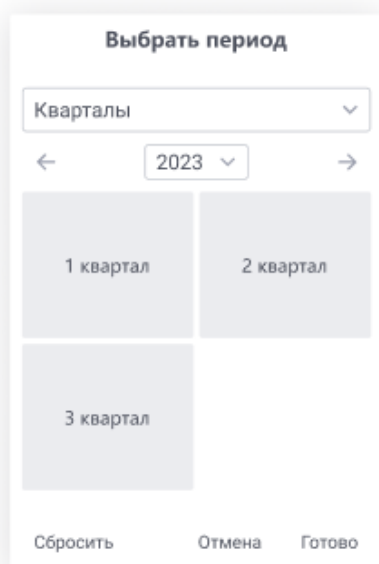 Выбрать период
Кварталы
2023
1 квартал 2 квартал
3 квартал
Сбросить Отмена Готово